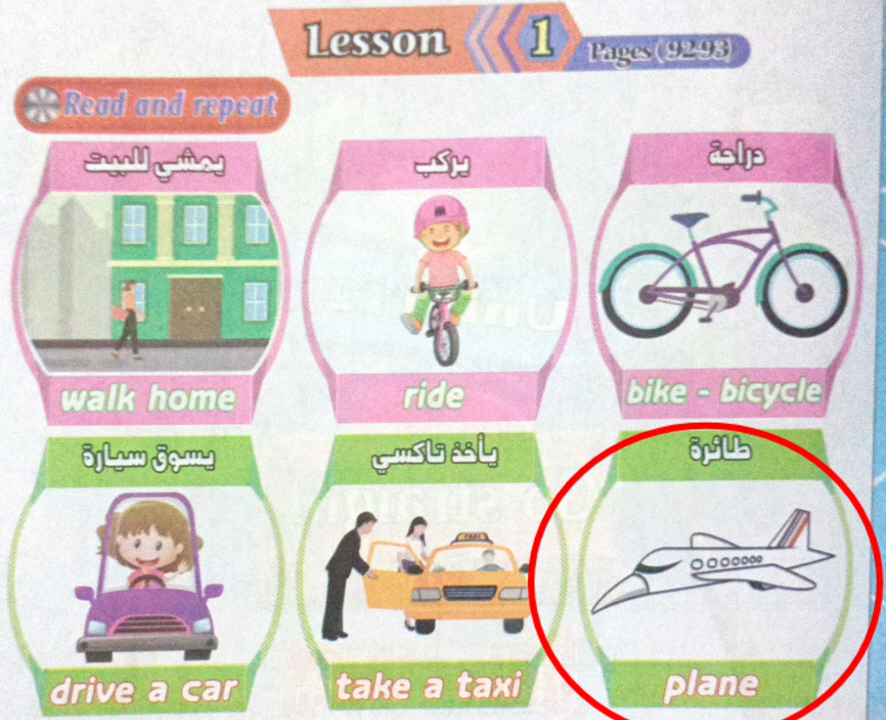 Lesson 1 Pages (92-93)
Read and repeat
يمشي للبيت
walk home
يركب
ride
دراجة
bike - bicycle
يسوق سيارة
drive a car
يأخذ تاكسي
TAXI
take a taxi
طائرة
plane